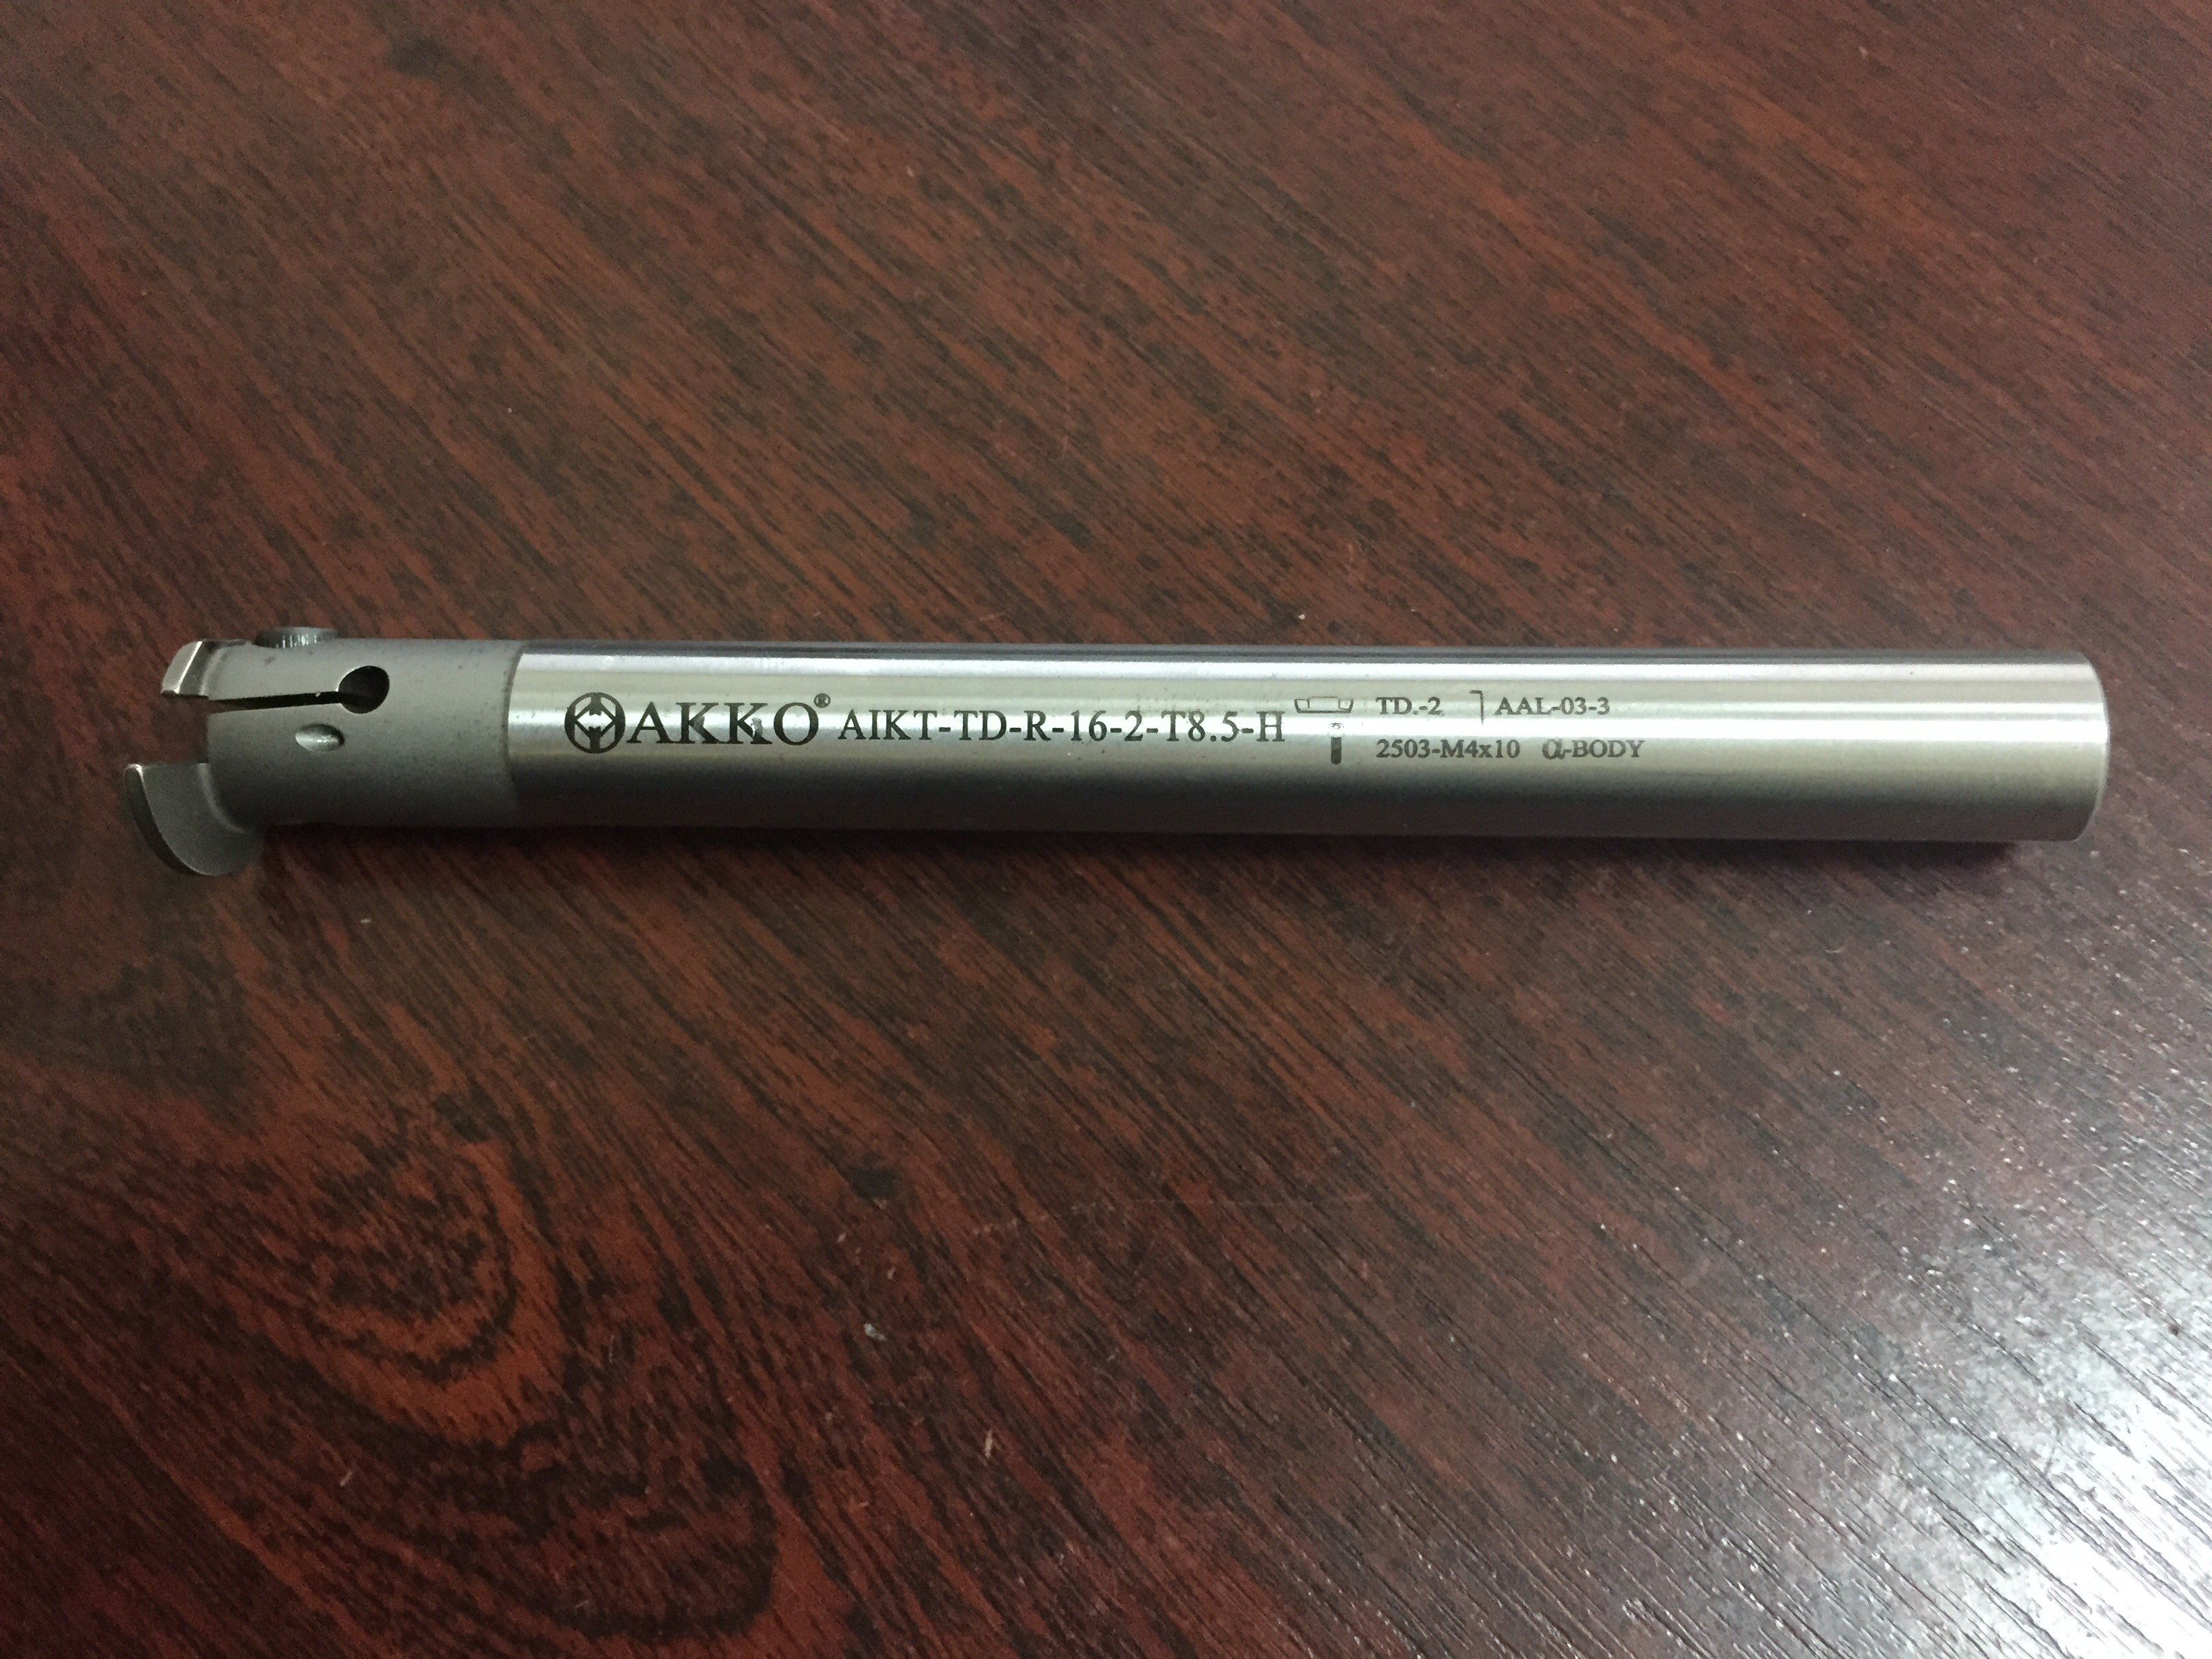 AKKO® AIKT-TD-R-16-2-T8.5-H
TD.-2 AAL-03-3
2503-M4x10 α-BODY